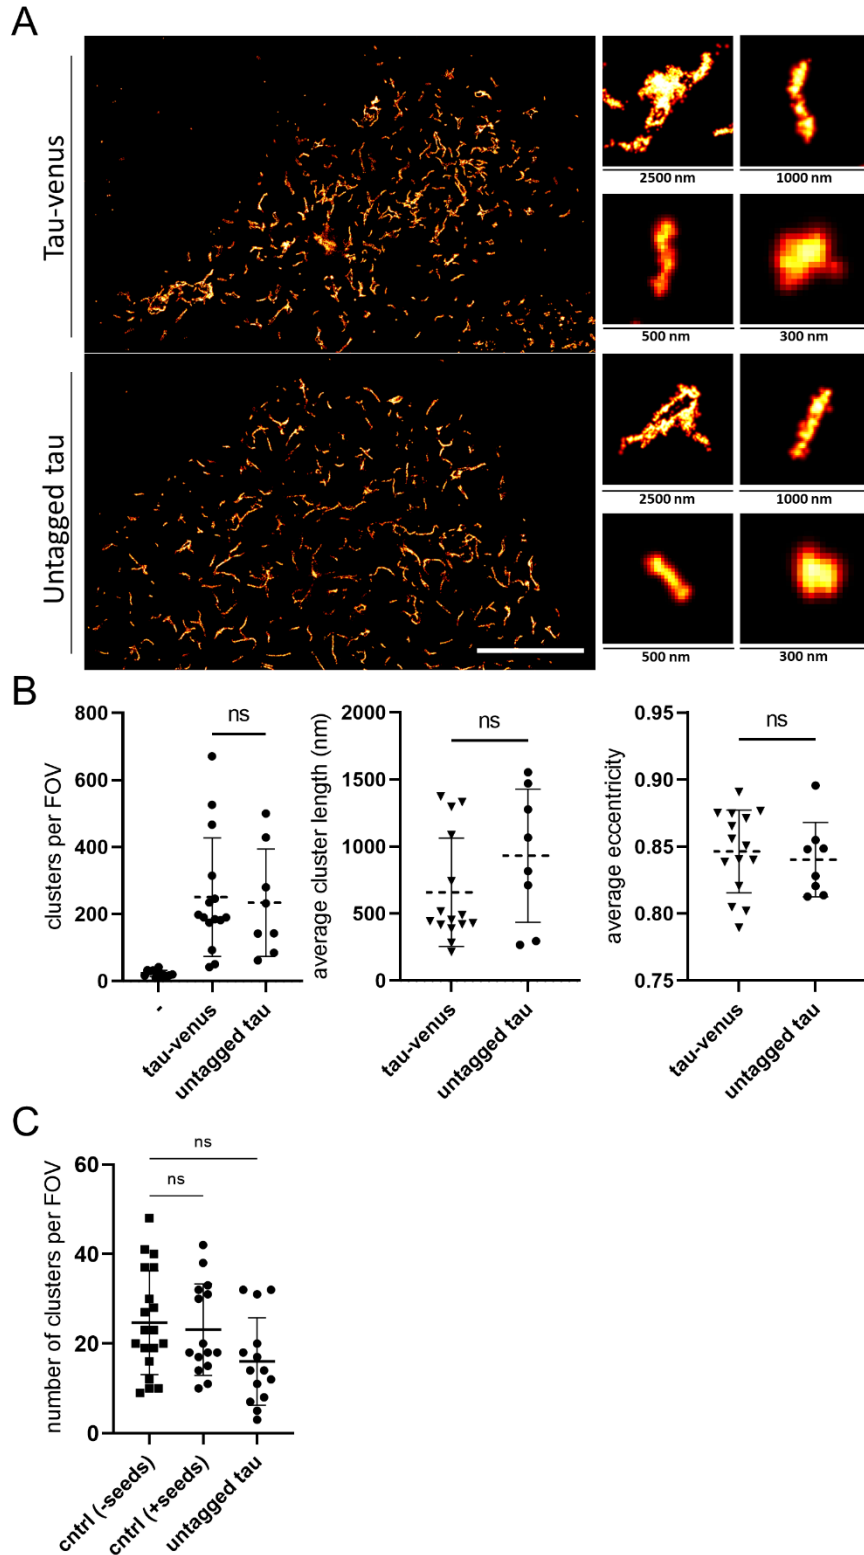 A
Tau-venus
2500 nm
1000 nm
500 nm
300 nm
Untagged tau
2500 nm
1000 nm
500 nm
300 nm
B
clusters per FOV
800
600
400
200
0
ns
-
tau-venus
untagged tau
average cluster length (nm)
2000
1500
1000
500
0
ns
tau-venus
untagged tau
average eccentricity
0.95
0.90
0.85
0.80
0.75
ns
tau-venus
untagged tau
C
number of clusters per FOV
60
40
20
0
ns
ns
cntrl (-seeds)
cntrl (+seeds)
untagged tau